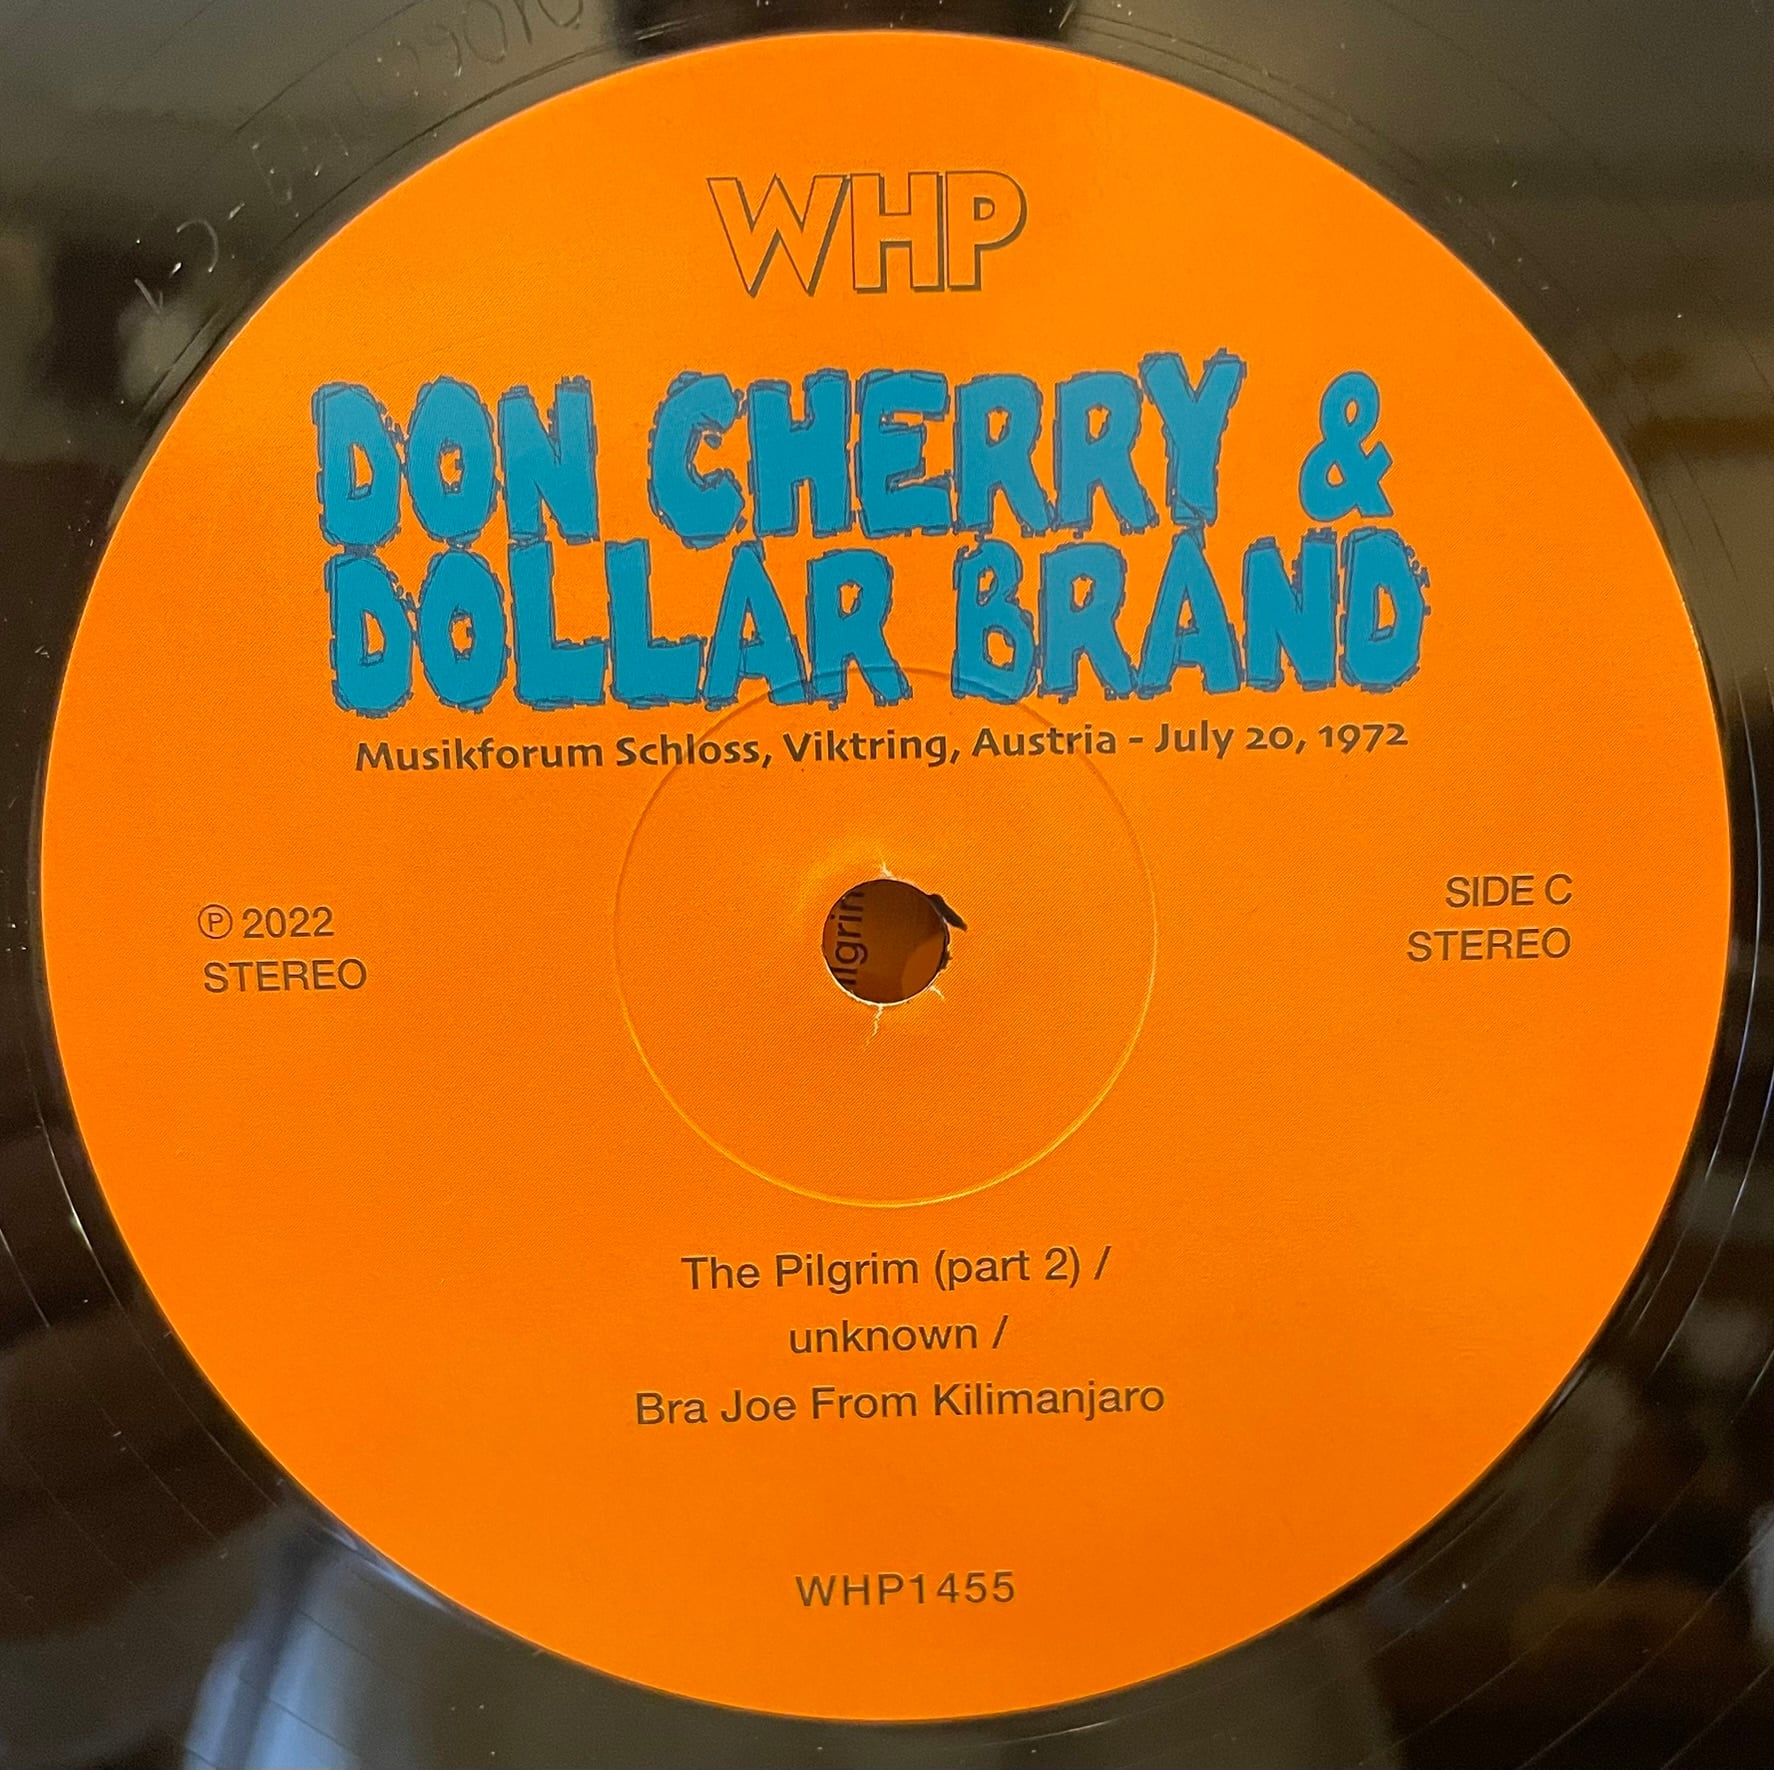 WHP
DON CHERRY &
DOLLAR BRAND
Musikforum Schloss, Viktring, Austria - July 20, 1972
℗ 2022
STEREO
SIDE C
STEREO
The Pilgrim (part 2) /
unknown /
Bra Joe From Kilimanjaro
WHP1455